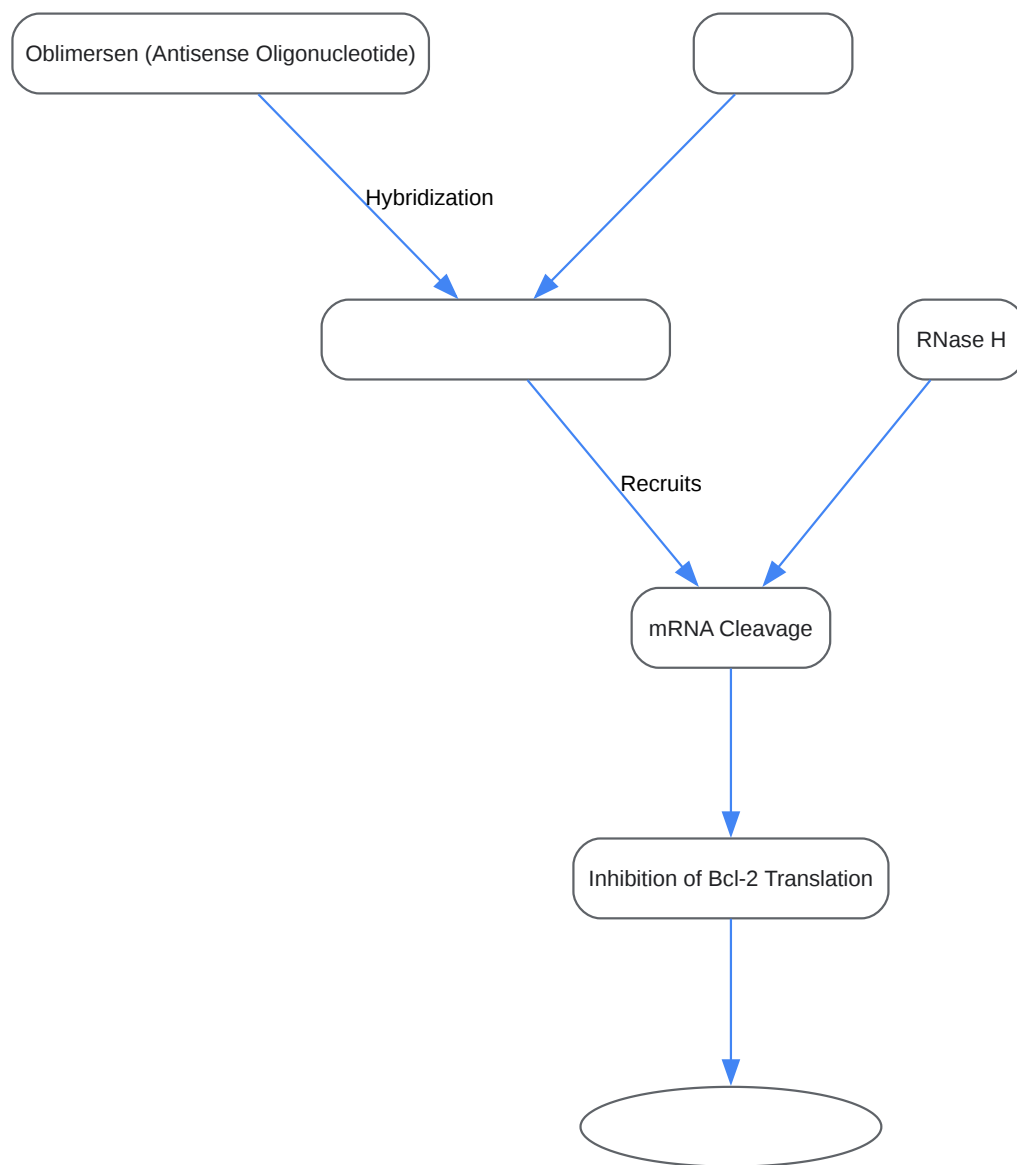 Oblimersen (Antisense Oligonucleotide)
Hybridization
RNase H
Recruits
mRNA Cleavage
Inhibition of Bcl-2 Translation